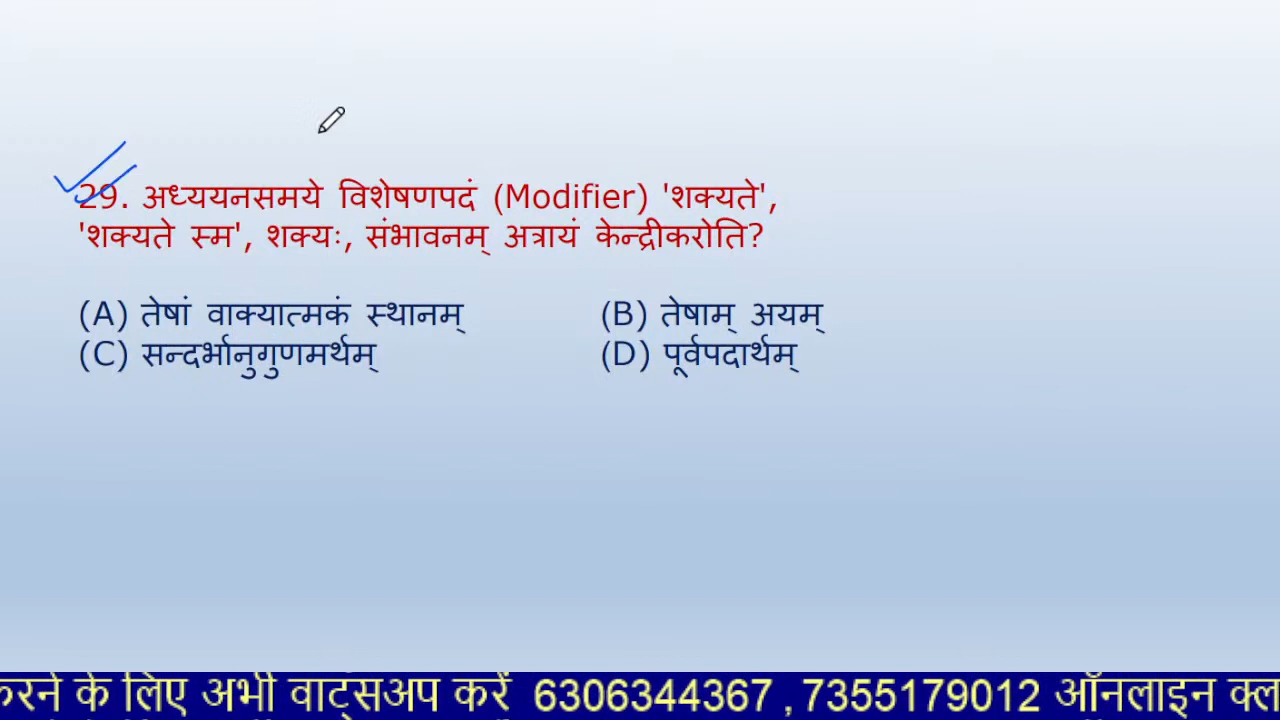 29. अध्ययनसमये विशेषणपदं (Modifier) 'शक्यते',
'शक्यते स्म', शक्यः, संभावनम् अत्रायं केन्द्रीकरोति?
(A) तेषां वाक्यात्मकं स्थानम् (B) तेषाम् अयम्
(C) सन्दर्भानुगुणमर्थम् (D) पूर्वपदार्थम्
करने के लिए अभी वाट्सअप करें 6306344367 ,7355179012 ऑनलाइन क्ल